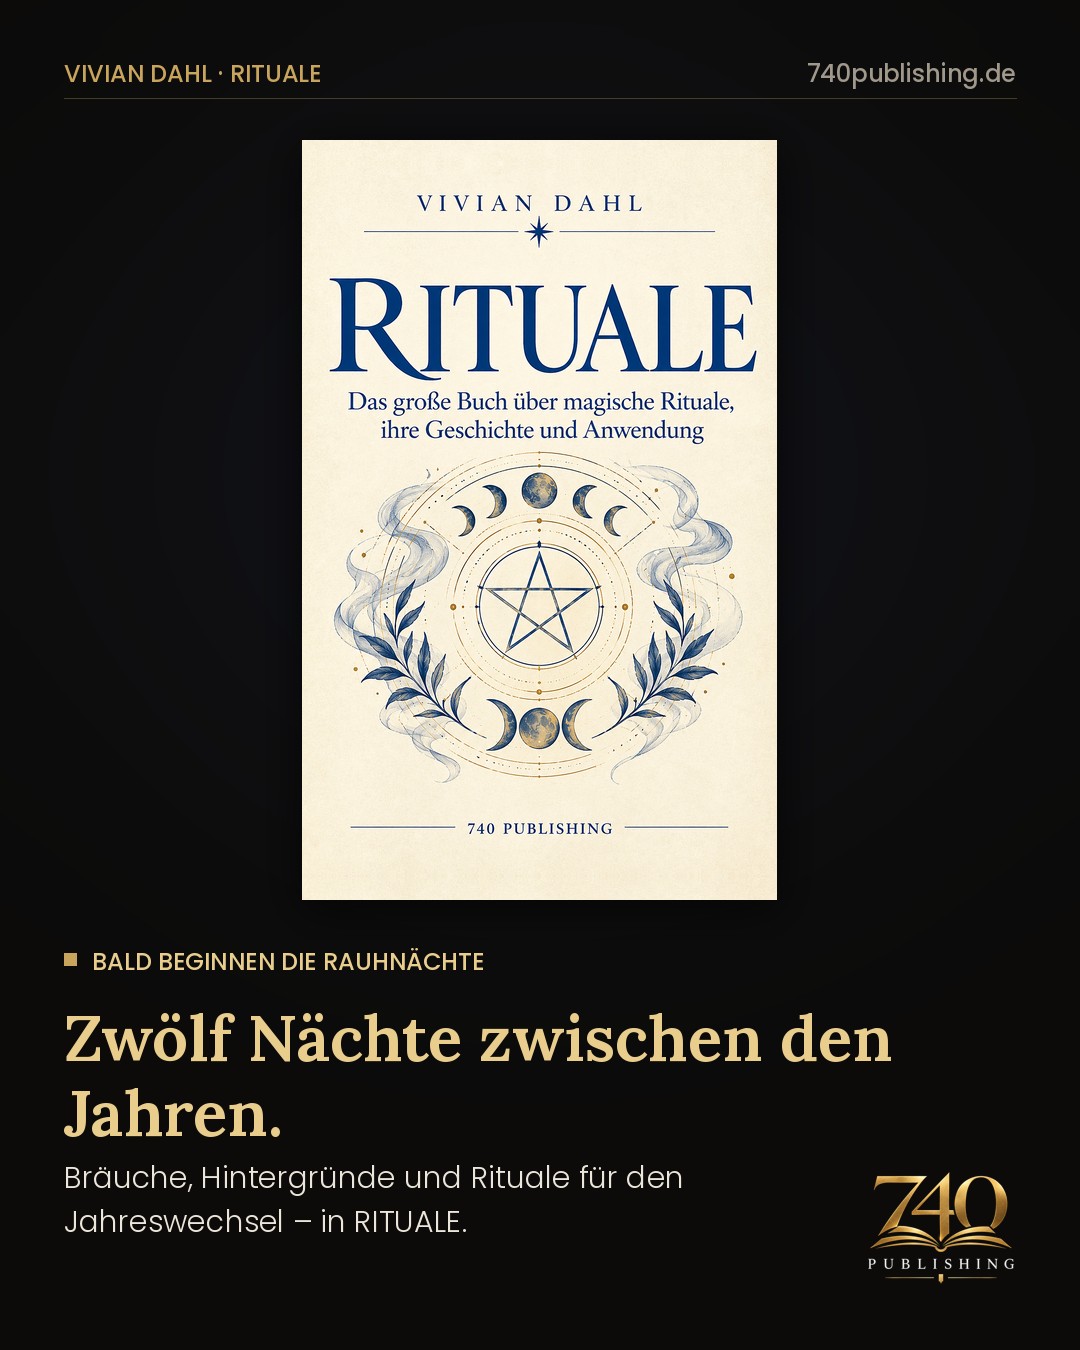 VIVIAN DAHL · RITUALE
740publishing.de
VIVIAN DAHL
RITUALE
Das große Buch über magische Rituale,
ihre Geschichte und Anwendung
740 PUBLISHING
BALD BEGINNEN DIE RAUHNÄCHTE
Zwölf Nächte zwischen den
Jahren.
Bräuche, Hintergründe und Rituale für den
Jahreswechsel – in RITUALE.
740
PUBLISHING